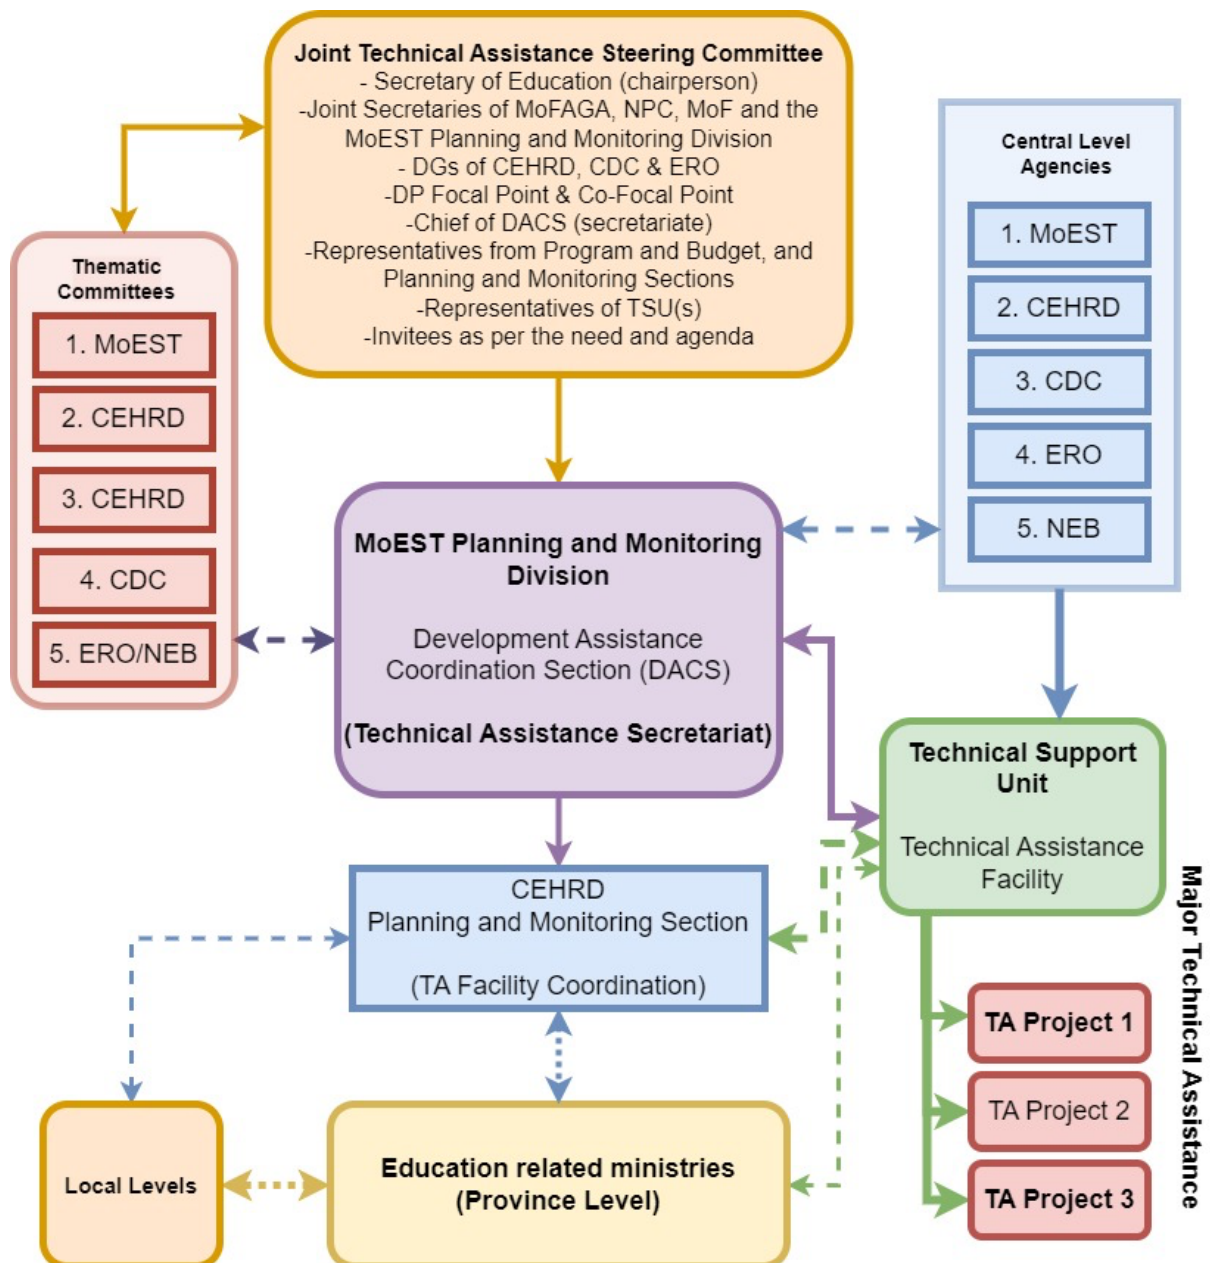 Joint Technical Assistance Steering Committee
- Secretary of Education (chairperson)
-Joint Secretaries of MoFAGA, NPC, MoF and the
MoEST Planning and Monitoring Division
- DGs of CEHRD, CDC & ERO
-DP Focal Point & Co-Focal Point
-Chief of DACS (secretariate)
-Representatives from Program and Budget, and
Planning and Monitoring Sections
-Representatives of TSU(s)
-Invitees as per the need and agenda
Thematic
Committees
1. MoEST
2. CEHRD
3. CEHRD
4. CDC
5. ERO/NEB
Central Level
Agencies
1. MoEST
2. CEHRD
3. CDC
4. ERO
5. NEB
MoEST Planning and Monitoring
Division
Development Assistance
Coordination Section (DACS)
(Technical Assistance Secretariat)
Technical Support
Unit
Technical Assistance
Facility
CEHRD
Planning and Monitoring Section
(TA Facility Coordination)
Major Technical Assistance
TA Project 1
TA Project 2
TA Project 3
Local Levels
Education related ministries
(Province Level)